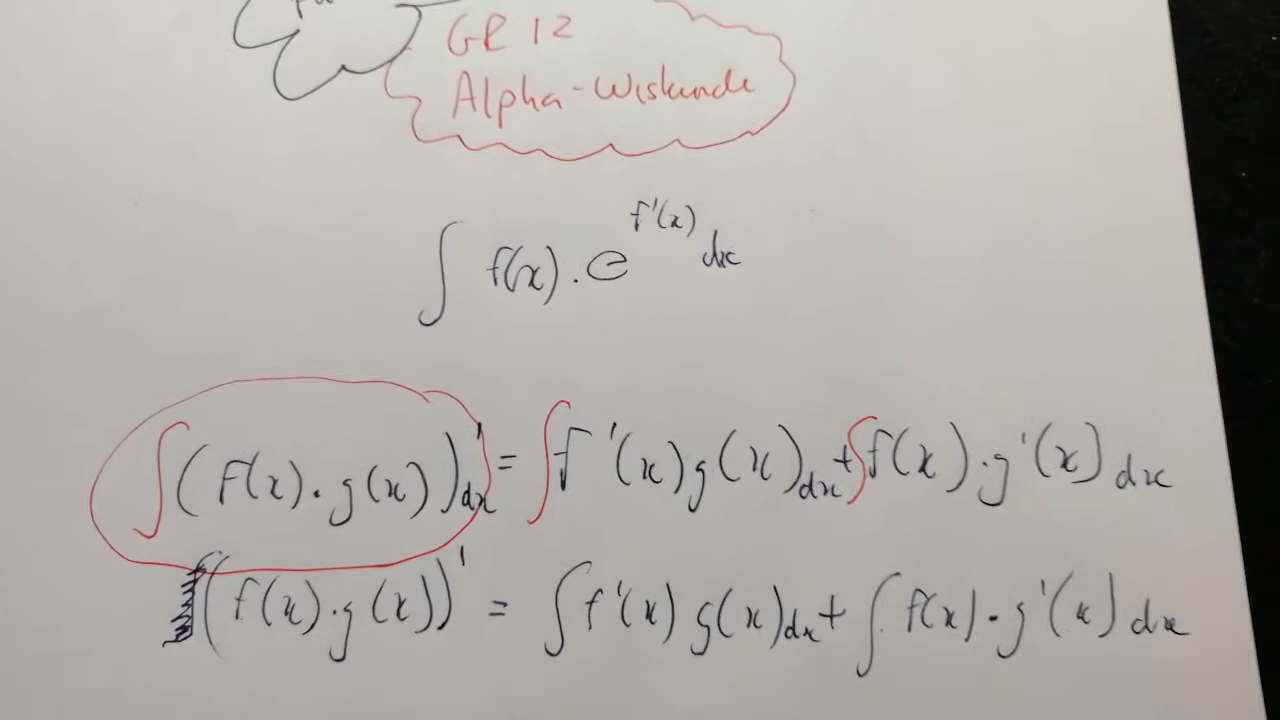 GR 12
Alpha-Wiskunde
∫ f(x) . e^{f'(x)} dx
∫ (f(x) . g(x))' dx = ∫ f'(x) g(x) dx + ∫ f(x) . g'(x) dx
(f(x) . g(x))' = ∫ f'(x) g(x) dx + ∫ f(x) . g'(x) dx